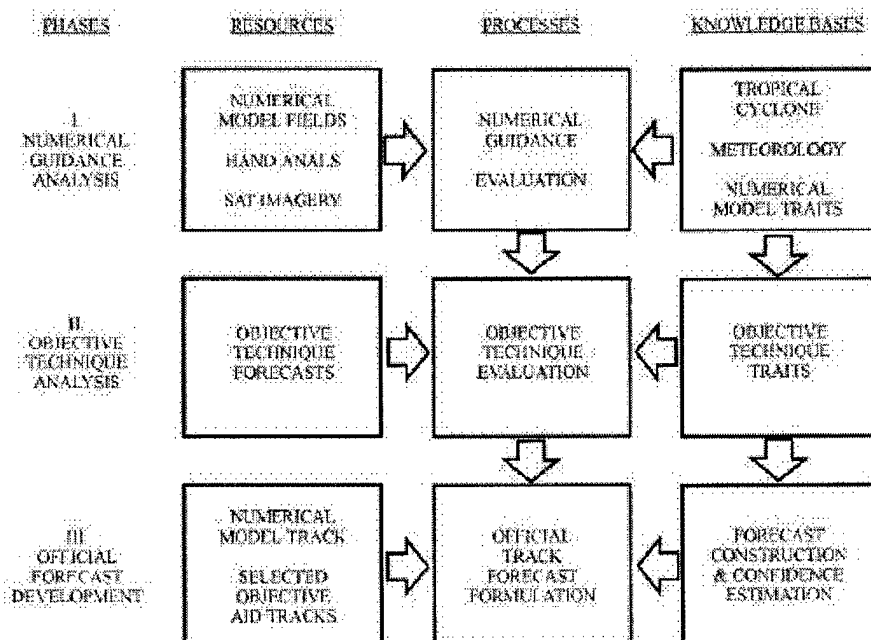 PHASES
RESOURCES
PROCESSES
KNOWLEDGE BASES
I
NUMERICAL
GUIDANCE
ANALYSIS
NUMERICAL
MODEL FIELDS
HAND ANALS
SAT IMAGERY
NUMERICAL
GUIDANCE
EVALUATION
TROPICAL
CYCLONE
METEOROLOGY
NUMERICAL
MODEL TRAITS
II
OBJECTIVE
TECHNIQUE
ANALYSIS
OBJECTIVE
TECHNIQUE
FORECASTS
OBJECTIVE
TECHNIQUE
EVALUATION
OBJECTIVE
TECHNIQUE
TRAITS
III
OFFICIAL
FORECAST
DEVELOPMENT
NUMERICAL
MODEL TRACK
SELECTED
OBJECTIVE
AID TRACKS
OFFICIAL
TRACK
FORECAST
FORMULATION
FORECAST
CONSTRUCTION
& CONFIDENCE
ESTIMATION